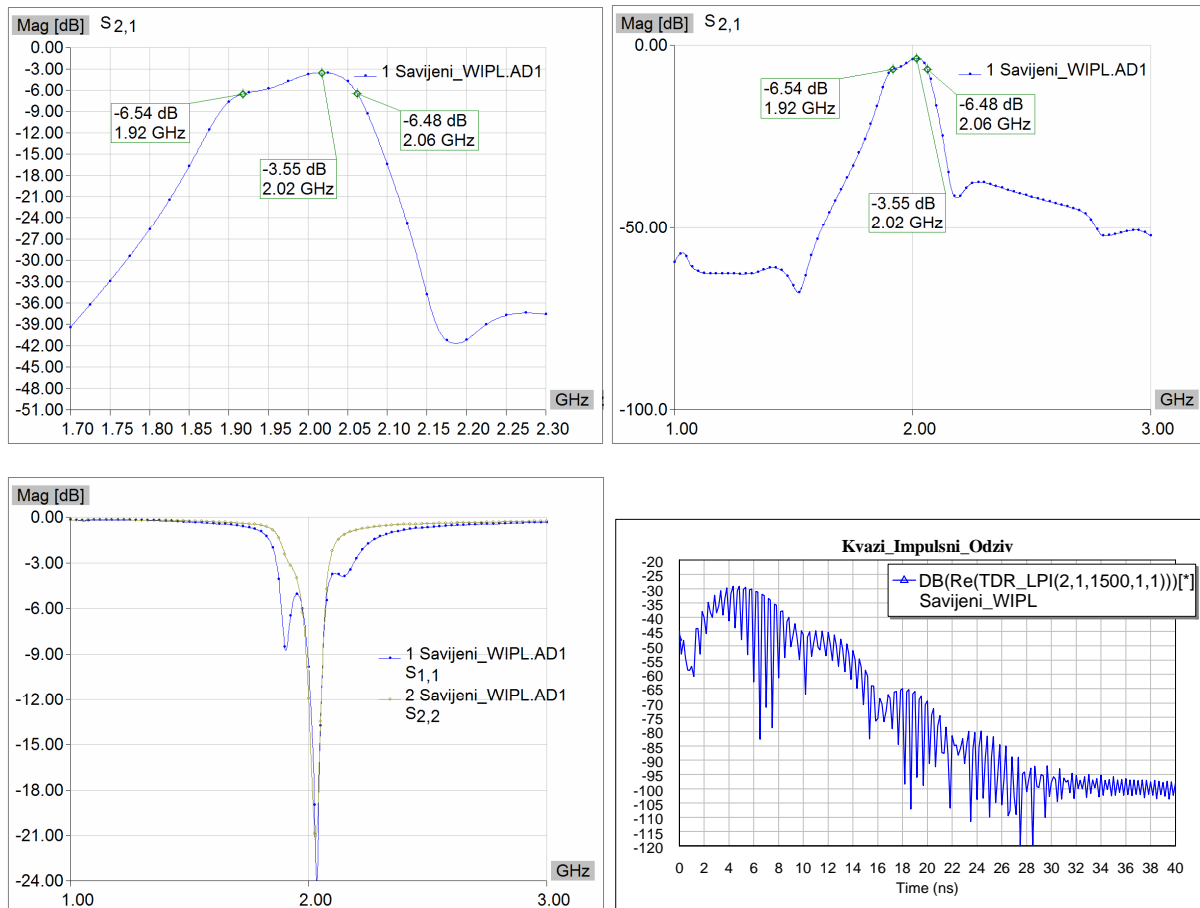 Mag [dB] S2,1
0.00
-3.00
-6.00
-9.00
-12.00
-15.00
-18.00
-21.00
-24.00
-27.00
-30.00
-33.00
-36.00
-39.00
-42.00
-45.00
-48.00
-51.00
1 Savijeni_WIPL.AD1
-6.54 dB
1.92 GHz
-6.48 dB
2.06 GHz
-3.55 dB
2.02 GHz
GHz
1.70 1.75 1.80 1.85 1.90 1.95 2.00 2.05 2.10 2.15 2.20 2.25 2.30
Mag [dB] S2,1
0.00
-50.00
-100.0
1 Savijeni_WIPL.AD1
-6.54 dB
1.92 GHz
-6.48 dB
2.06 GHz
-3.55 dB
2.02 GHz
GHz
1.00 2.00 3.00
Mag [dB]
0.00
-3.00
-6.00
-9.00
-12.00
-15.00
-18.00
-21.00
-24.00
1 Savijeni_WIPL.AD1
S1,1
2 Savijeni_WIPL.AD1
S2,2
GHz
1.00 2.00 3.00
Kvazi_Impulsni_Odziv
-20
-25
-30
-35
-40
-45
-50
-55
-60
-65
-70
-75
-80
-85
-90
-95
-100
-105
-110
-115
-120
DB(Re(TDR_LPI(2,1,1500,1,1)))[*]
Savijeni_WIPL
0 2 4 6 8 10 12 14 16 18 20 22 24 26 28 30 32 34 36 38 40
Time (ns)